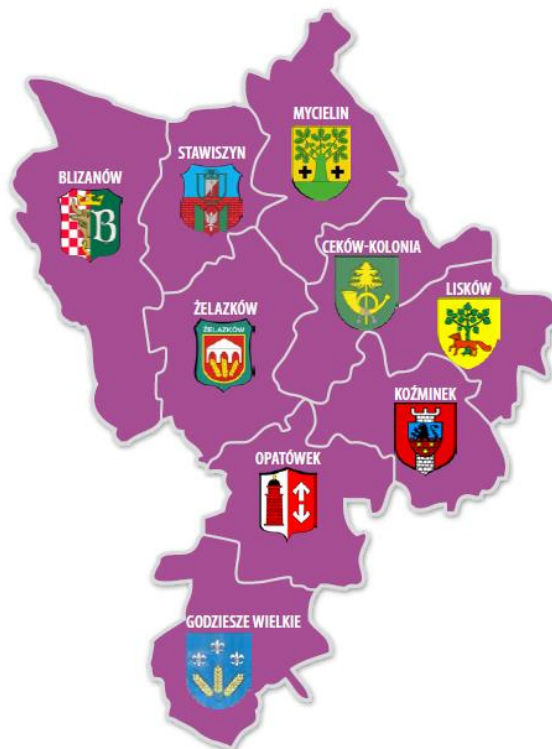 MYCIELIN
STAWISZYN
BLIZANÓW
B
CEKÓW-KOLONIA
LISKÓW
ŻELAZKÓW
ŻELAZKÓW
KOŹMINEK
OPATÓWEK
GODZIESZE WIELKIE